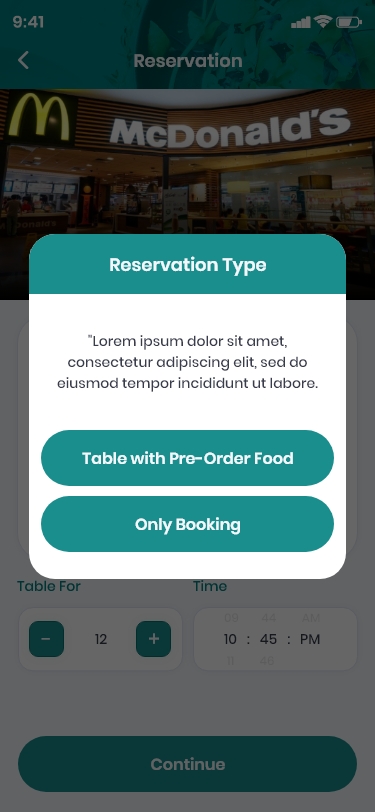 9:41
Reservation
McDonald's
Reservation Type
"Lorem ipsum dolor sit amet,
consectetur adipiscing elit, sed do
eiusmod tempor incididunt ut labore.
Table with Pre-Order Food
Only Booking
Table For
Time
09 44 AM
− 12 +
10 : 45 : PM
11 46
Continue